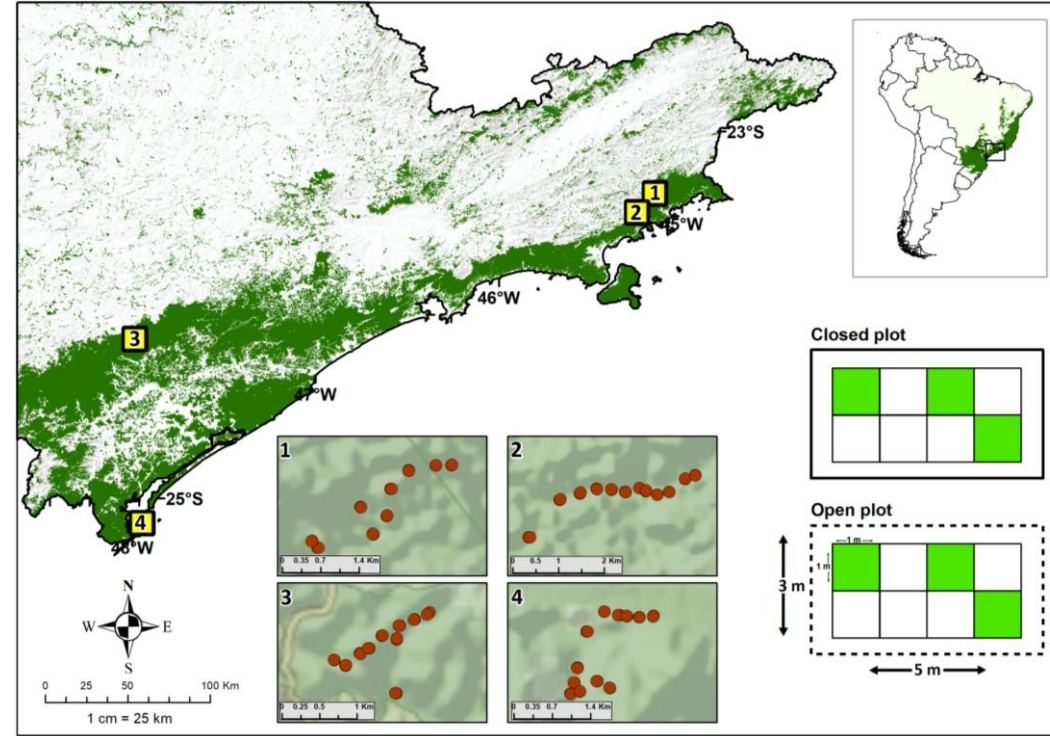 23°S
1
2
45°W
46°W
3
47°W
25°S
4
48°W
N
W E
S
0 25 50 100 Km
1 cm = 25 km
1
0 0.35 0.7 1.4 Km
2
0 0.5 1 2 Km
3
0 0.25 0.5 1 Km
4
0 0.35 0.7 1.4 Km
Closed plot
Open plot
1 m
1 m
3 m
5 m